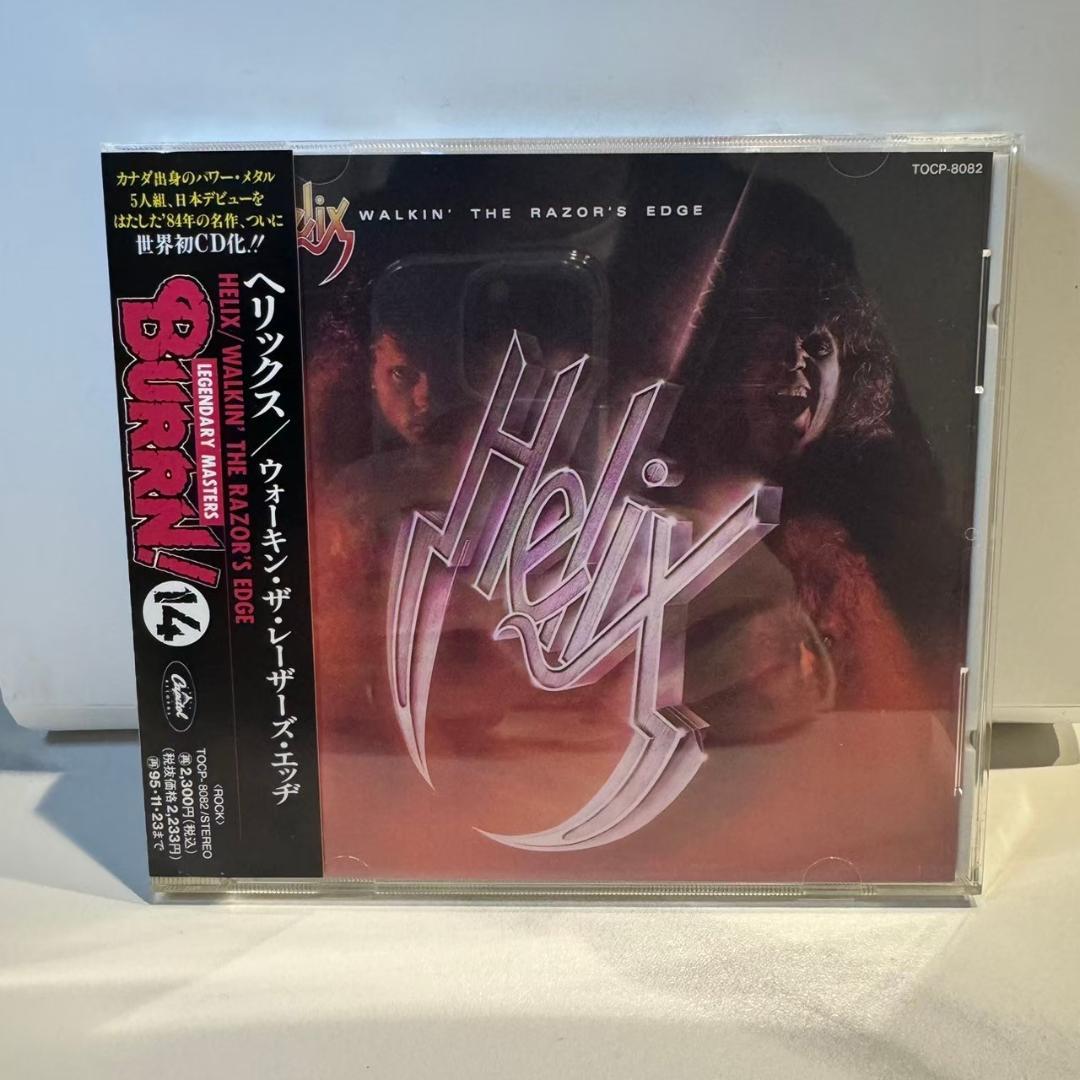 カナダ出身のパワー・メタル
5人組、日本デビューを
はたした'84年の名作、ついに
世界初CD化!!
ヘリックス/ウォーキン・ザ・レーザーズ・エッヂ
HELIX/WALKIN' THE RAZOR'S EDGE
BURRN!
LEGENDARY MASTERS
14
Capitol
〈ROCK〉
TOCP-8082/STEREO
㊢2,300円(税込)
(税抜価格2,233円)
㊢95・11・23まで
Helix
WALKIN' THE RAZOR'S EDGE
TOCP-8082
Helix